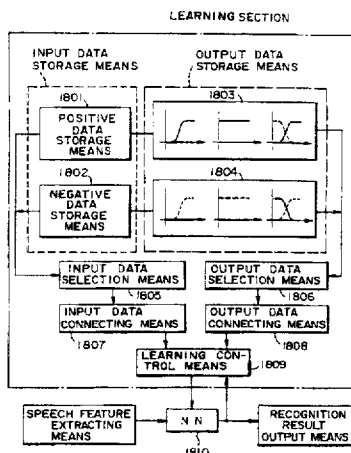 LEARNING SECTION
INPUT DATA
STORAGE MEANS
OUTPUT DATA
STORAGE MEANS
1801
POSITIVE
DATA
STORAGE
MEANS
1803
1802
NEGATIVE
DATA
STORAGE
MEANS
1804
INPUT DATA
SELECTION MEANS
1805
OUTPUT DATA
SELECTION MEANS
1806
INPUT DATA
CONNECTING MEANS
1807
OUTPUT DATA
CONNECTING MEANS
1808
LEARNING CON-
TROL MEANS
1809
SPEECH FEATURE
EXTRACTING
MEANS
N N
1810
RECOGNITION
RESULT
OUTPUT MEANS